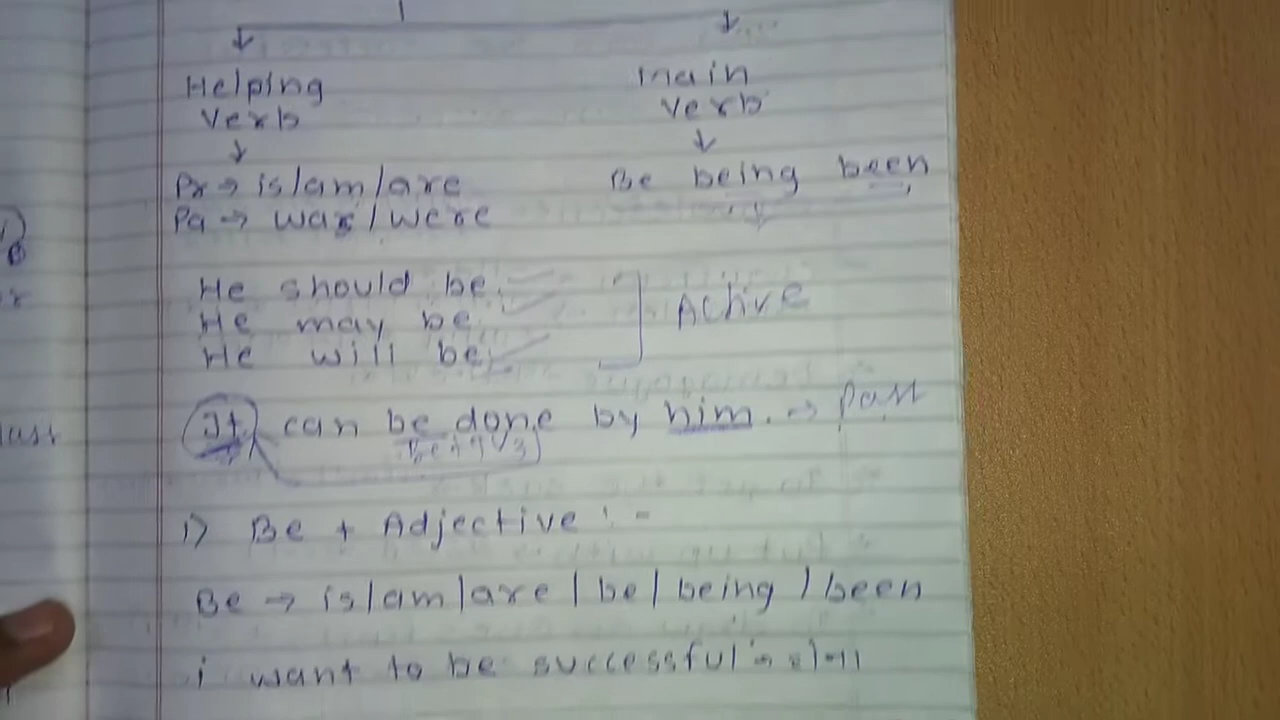 Helping
Verb
Main
Verb
Pr → is/am/are
Pa → was/were
Be being been
He should be
He may be
He will be
Active
It can be done by him. →
1) Be + Adjective :-
Be → is/am/are/be/being/been
i want to be successful